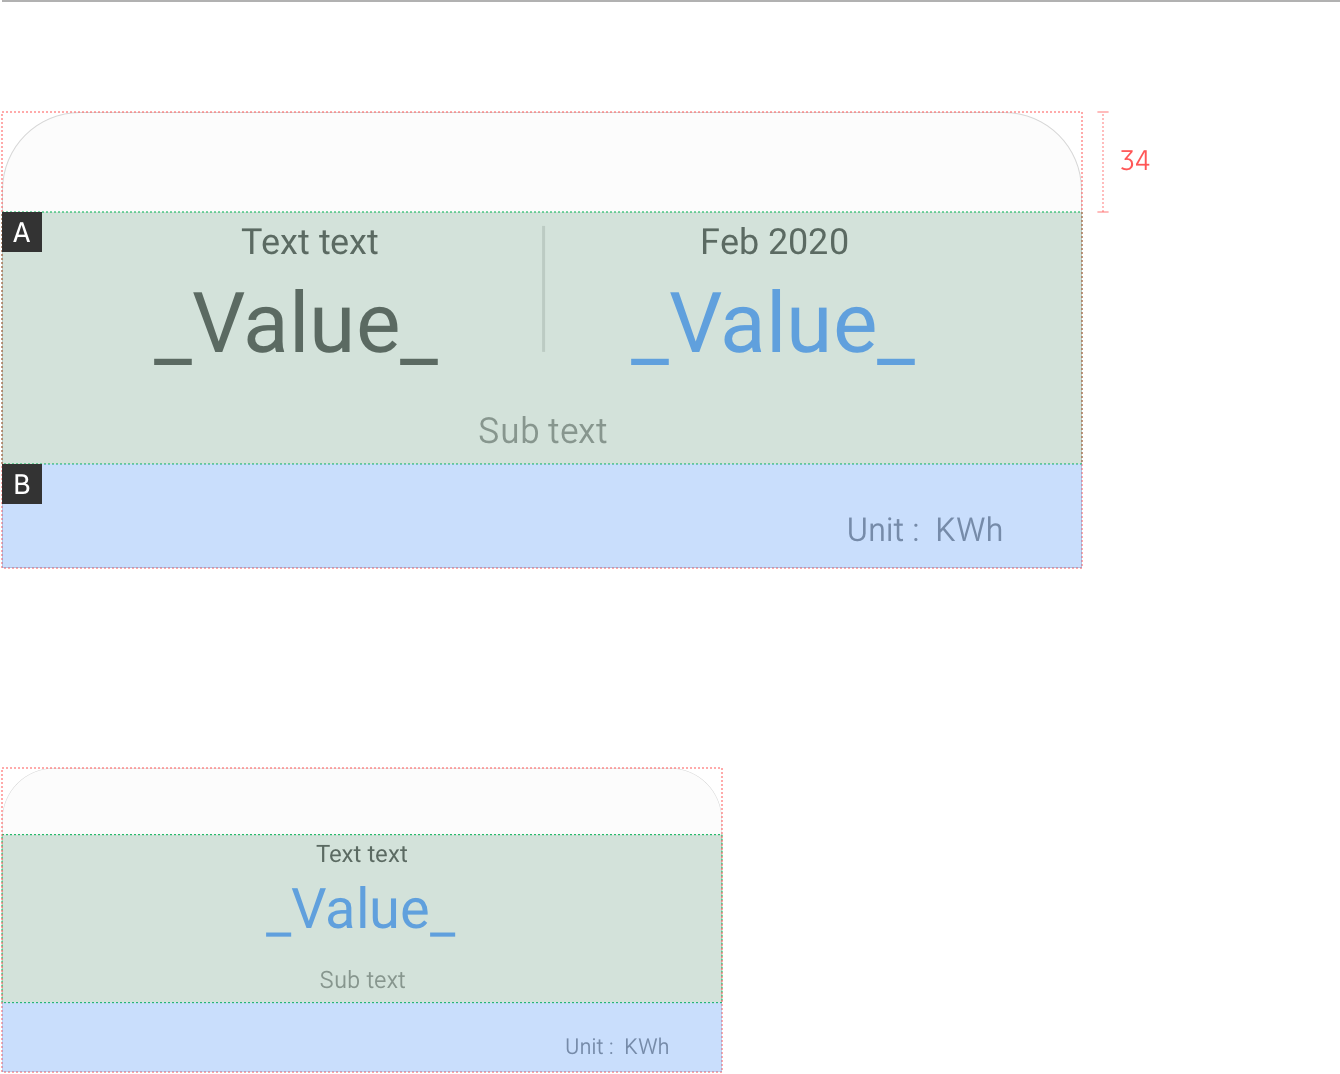 34
A
Text text Feb 2020
_Value_ _Value_
Sub text
B
Unit : KWh
Text text
_Value_
Sub text
Unit : KWh